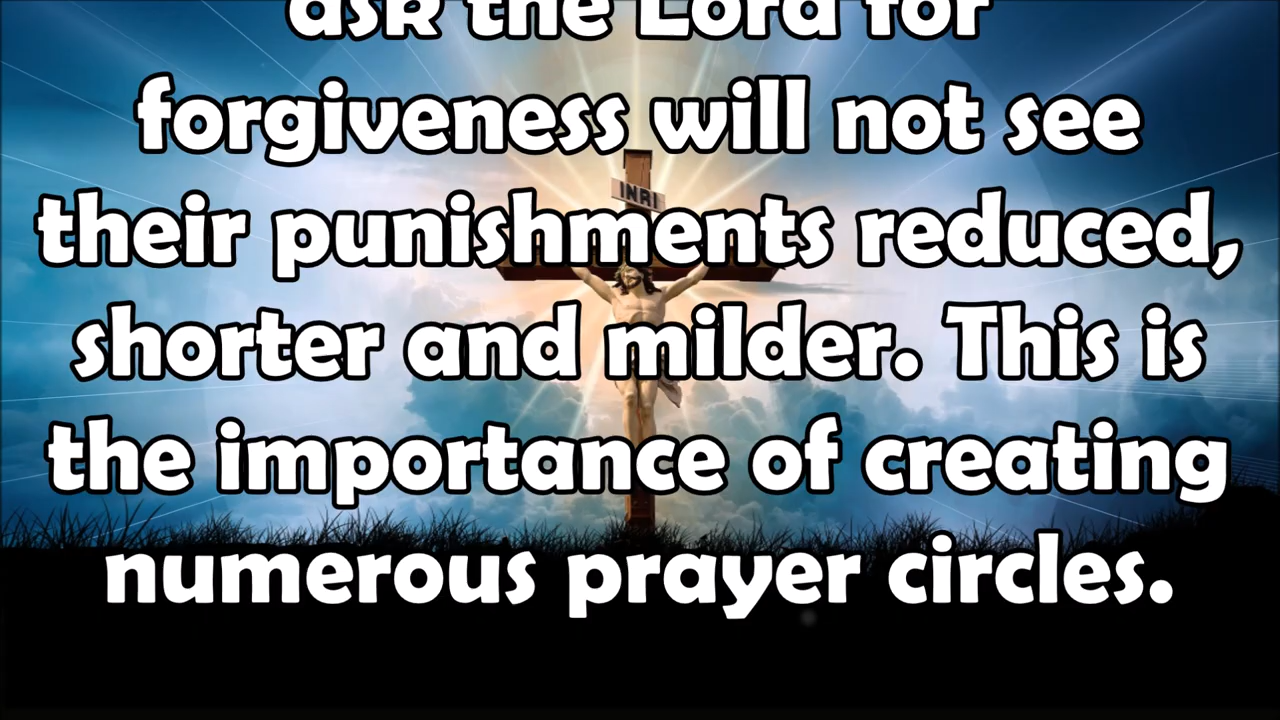 ask the Lord for
forgiveness will not see
INRI
their punishments reduced,
shorter and milder. This is
the importance of creating
numerous prayer circles.